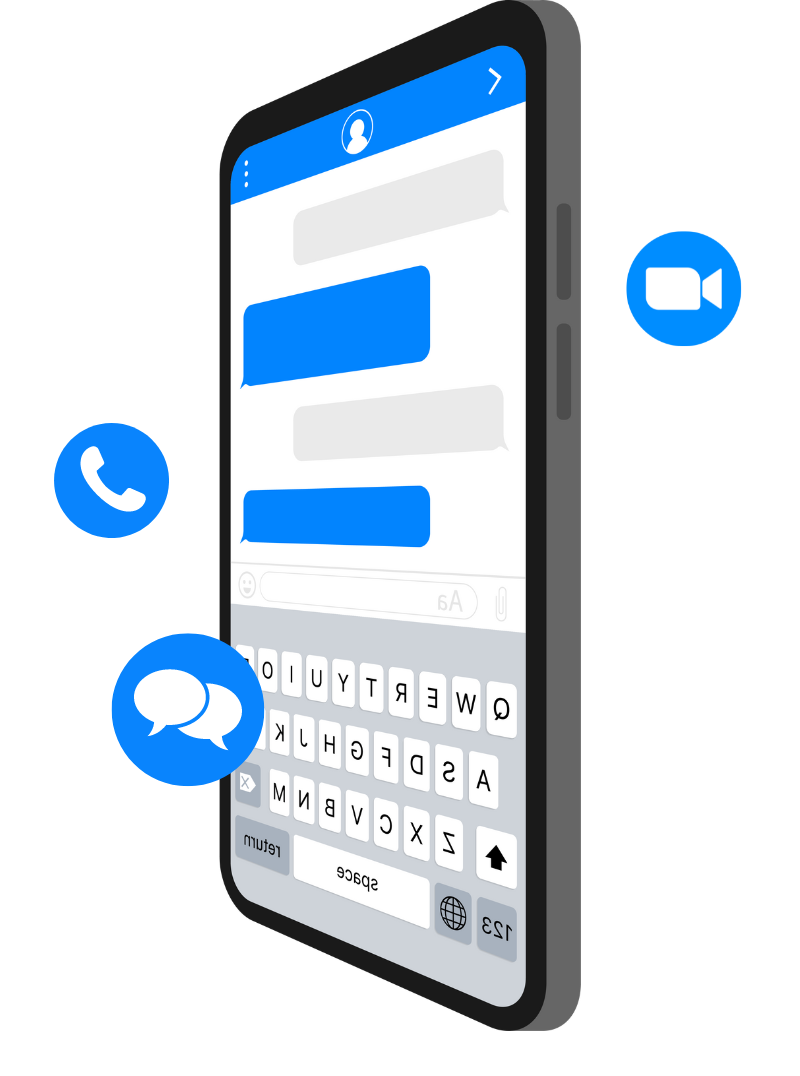 Aa
Q W E R T Y U I O
A S D F G H J K
Z X C V B N M
123 space return